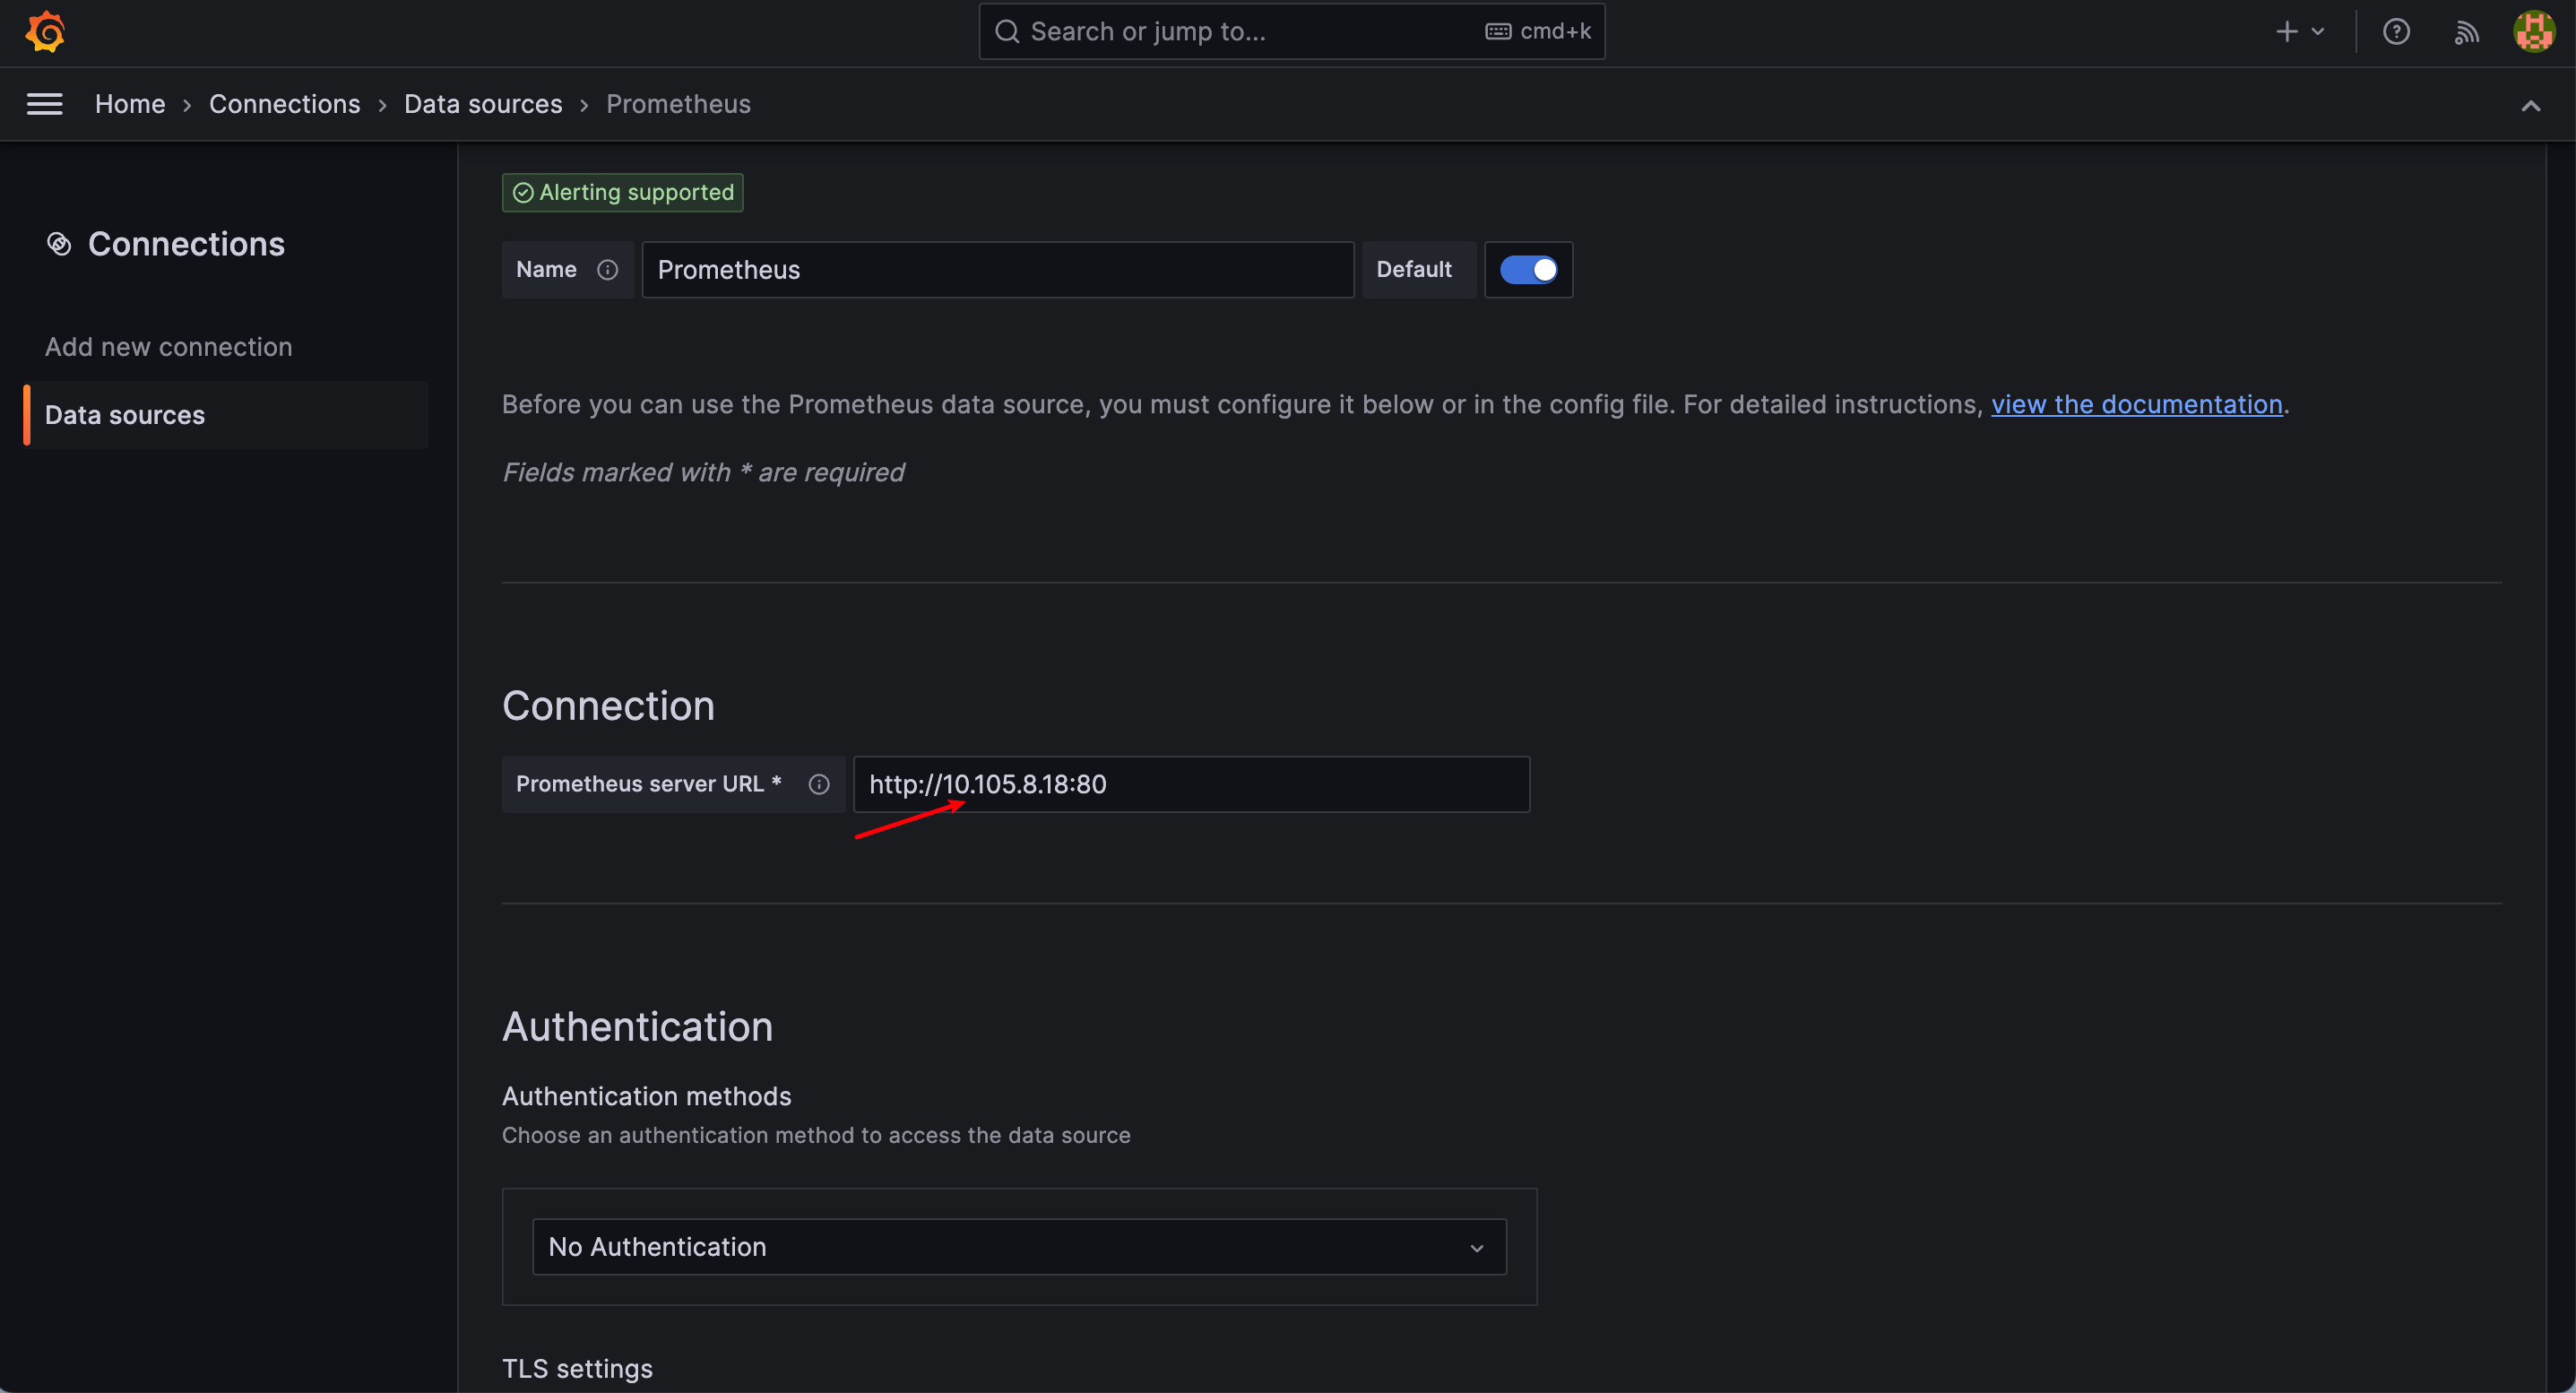 Search or jump to...
cmd+k
Home › Connections › Data sources › Prometheus
Connections
Add new connection
Data sources
Alerting supported
Name
Prometheus
Default
Before you can use the Prometheus data source, you must configure it below or in the config file. For detailed instructions, view the documentation.
Fields marked with * are required
Connection
Prometheus server URL *
http://10.105.8.18:80
Authentication
Authentication methods
Choose an authentication method to access the data source
No Authentication
TLS settings